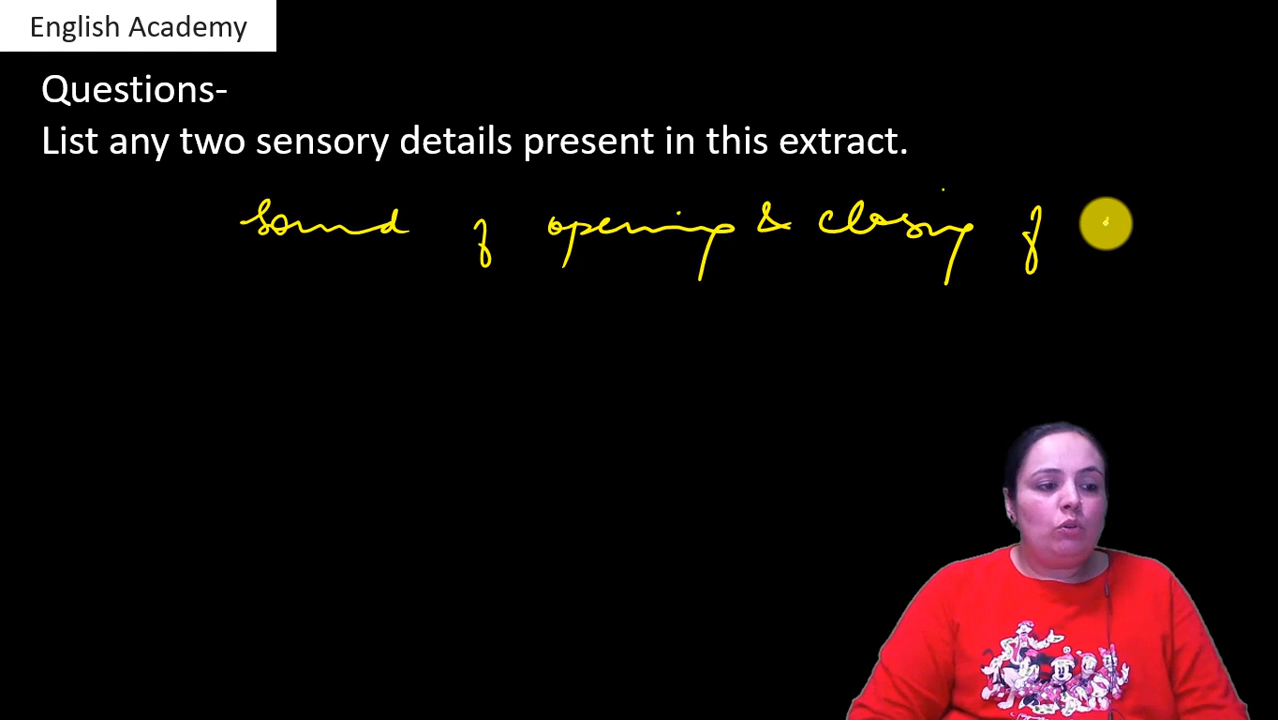 English Academy
Questions-
List any two sensory details present in this extract.
sound of opening & closing of